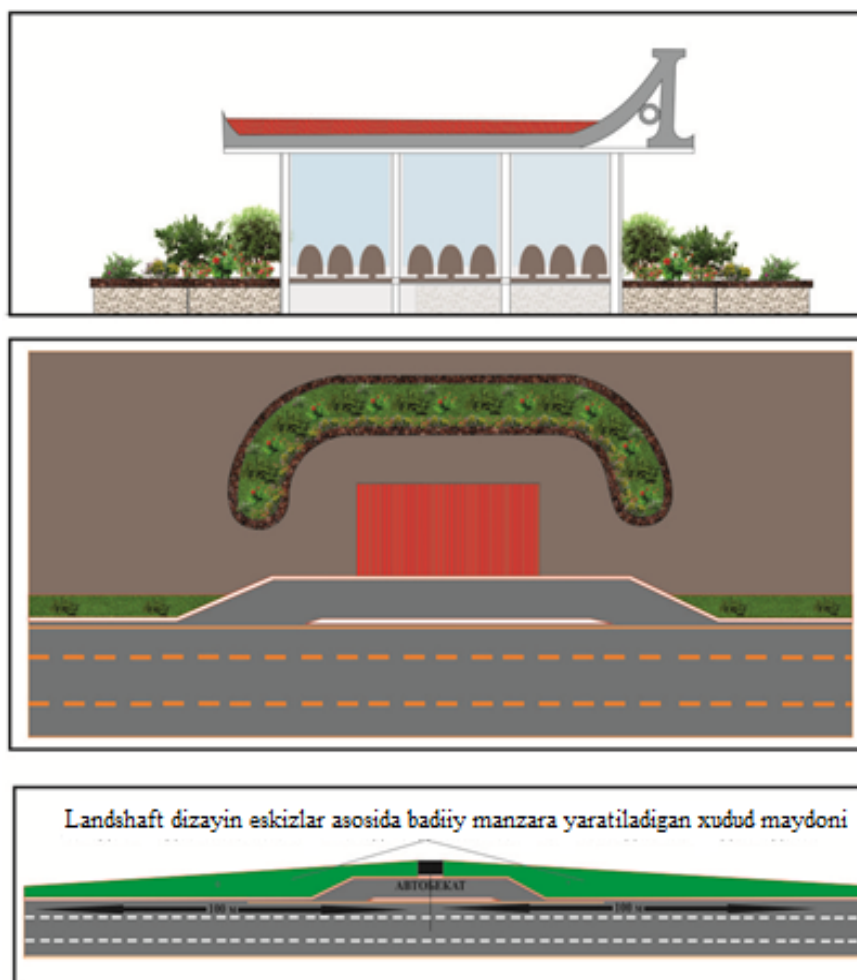 Landshaft dizayin eskizlar asosida badiiy manzara yaratiladigan xudud maydoni
АВТОБЕКАТ
100 м 100 м